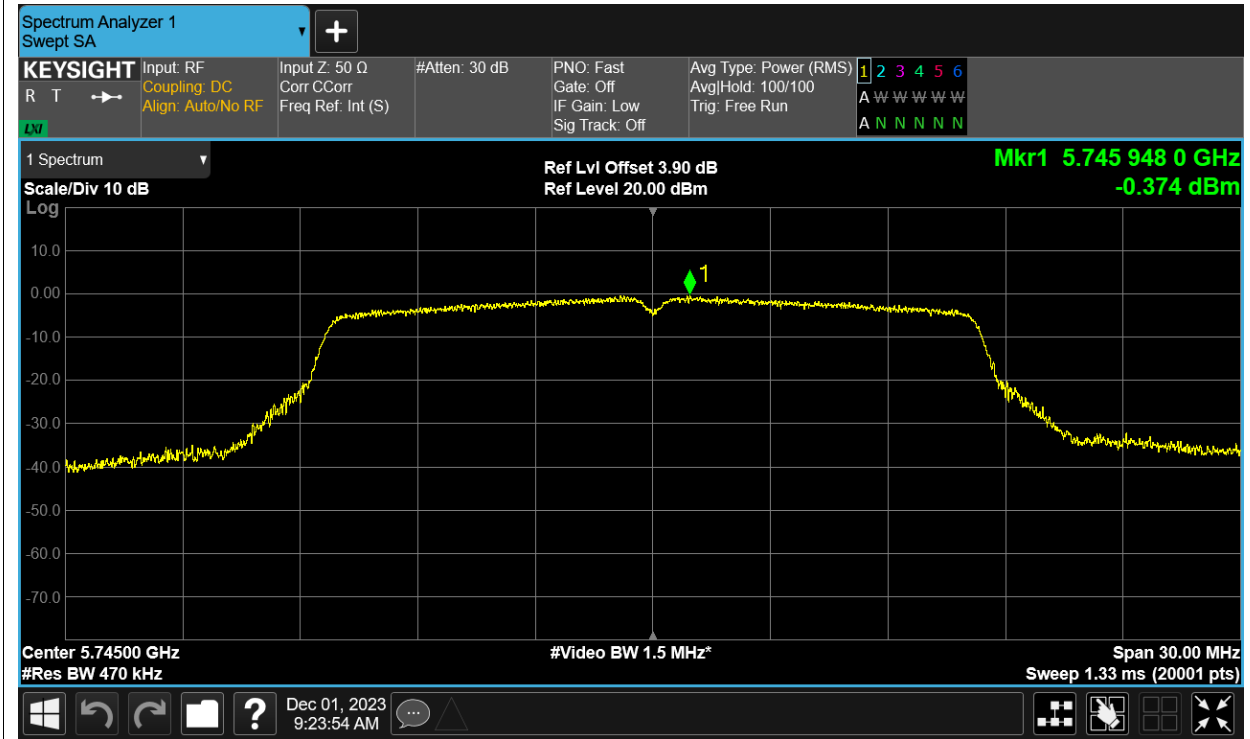 Spectrum Analyzer 1
Swept SA
KEYSIGHT
R T
LXI
Input: RF
Coupling: DC
Align: Auto/No RF
Input Z: 50 Ω
Corr CCorr
Freq Ref: Int (S)
#Atten: 30 dB
PNO: Fast
Gate: Off
IF Gain: Low
Sig Track: Off
Avg Type: Power (RMS)
Avg|Hold: 100/100
Trig: Free Run
1 2 3 4 5 6
A W W W W W
A N N N N N
1 Spectrum
Scale/Div 10 dB
Log
Ref Lvl Offset 3.90 dB
Ref Level 20.00 dBm
Mkr1 5.745 948 0 GHz
-0.374 dBm
10.0
0.00
-10.0
-20.0
-30.0
-40.0
-50.0
-60.0
-70.0
1
Center 5.74500 GHz
#Res BW 470 kHz
#Video BW 1.5 MHz*
Span 30.00 MHz
Sweep 1.33 ms (20001 pts)
?
Dec 01, 2023
9:23:54 AM